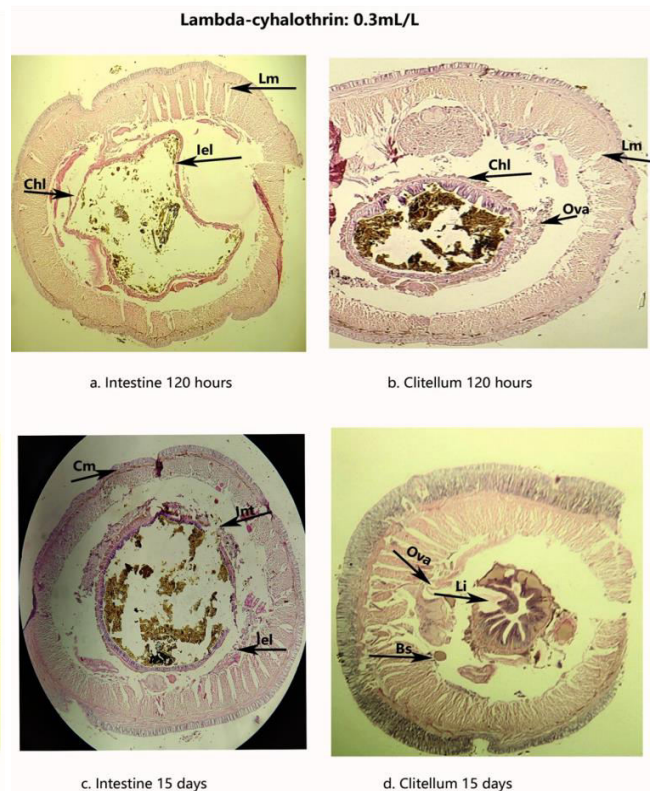 Lambda-cyhalothrin: 0.3mL/L
Lm
Iel
Chl
Chl
Lm
Ova
a. Intestine 120 hours
b. Clitellum 120 hours
Cm
Int
Iel
Ova
Li
Bs
c. Intestine 15 days
d. Clitellum 15 days